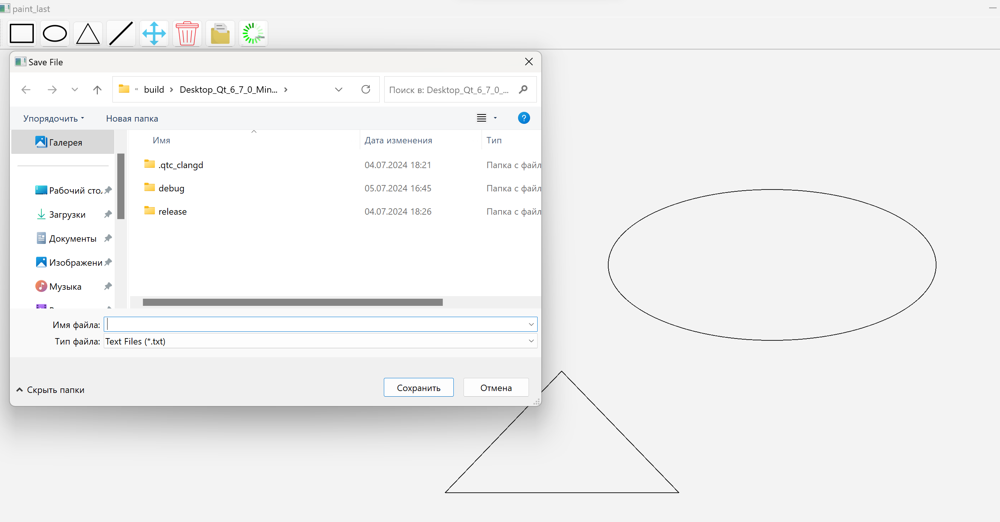 paint_last
Save File
« build › Desktop_Qt_6_7_0_Min... ›
Поиск в: Desktop_Qt_6_7_0_...
Упорядочить
Новая папка
?
Галерея
Рабочий сто
Загрузки
Документы
Изображени
Музыка
Имя
Дата изменения
Тип
.qtc_clangd 04.07.2024 18:21 Папка с файл
debug 05.07.2024 16:45 Папка с файл
release 04.07.2024 18:26 Папка с файл
Имя файла:
Тип файла: Text Files (*.txt)
Скрыть папки
Сохранить
Отмена